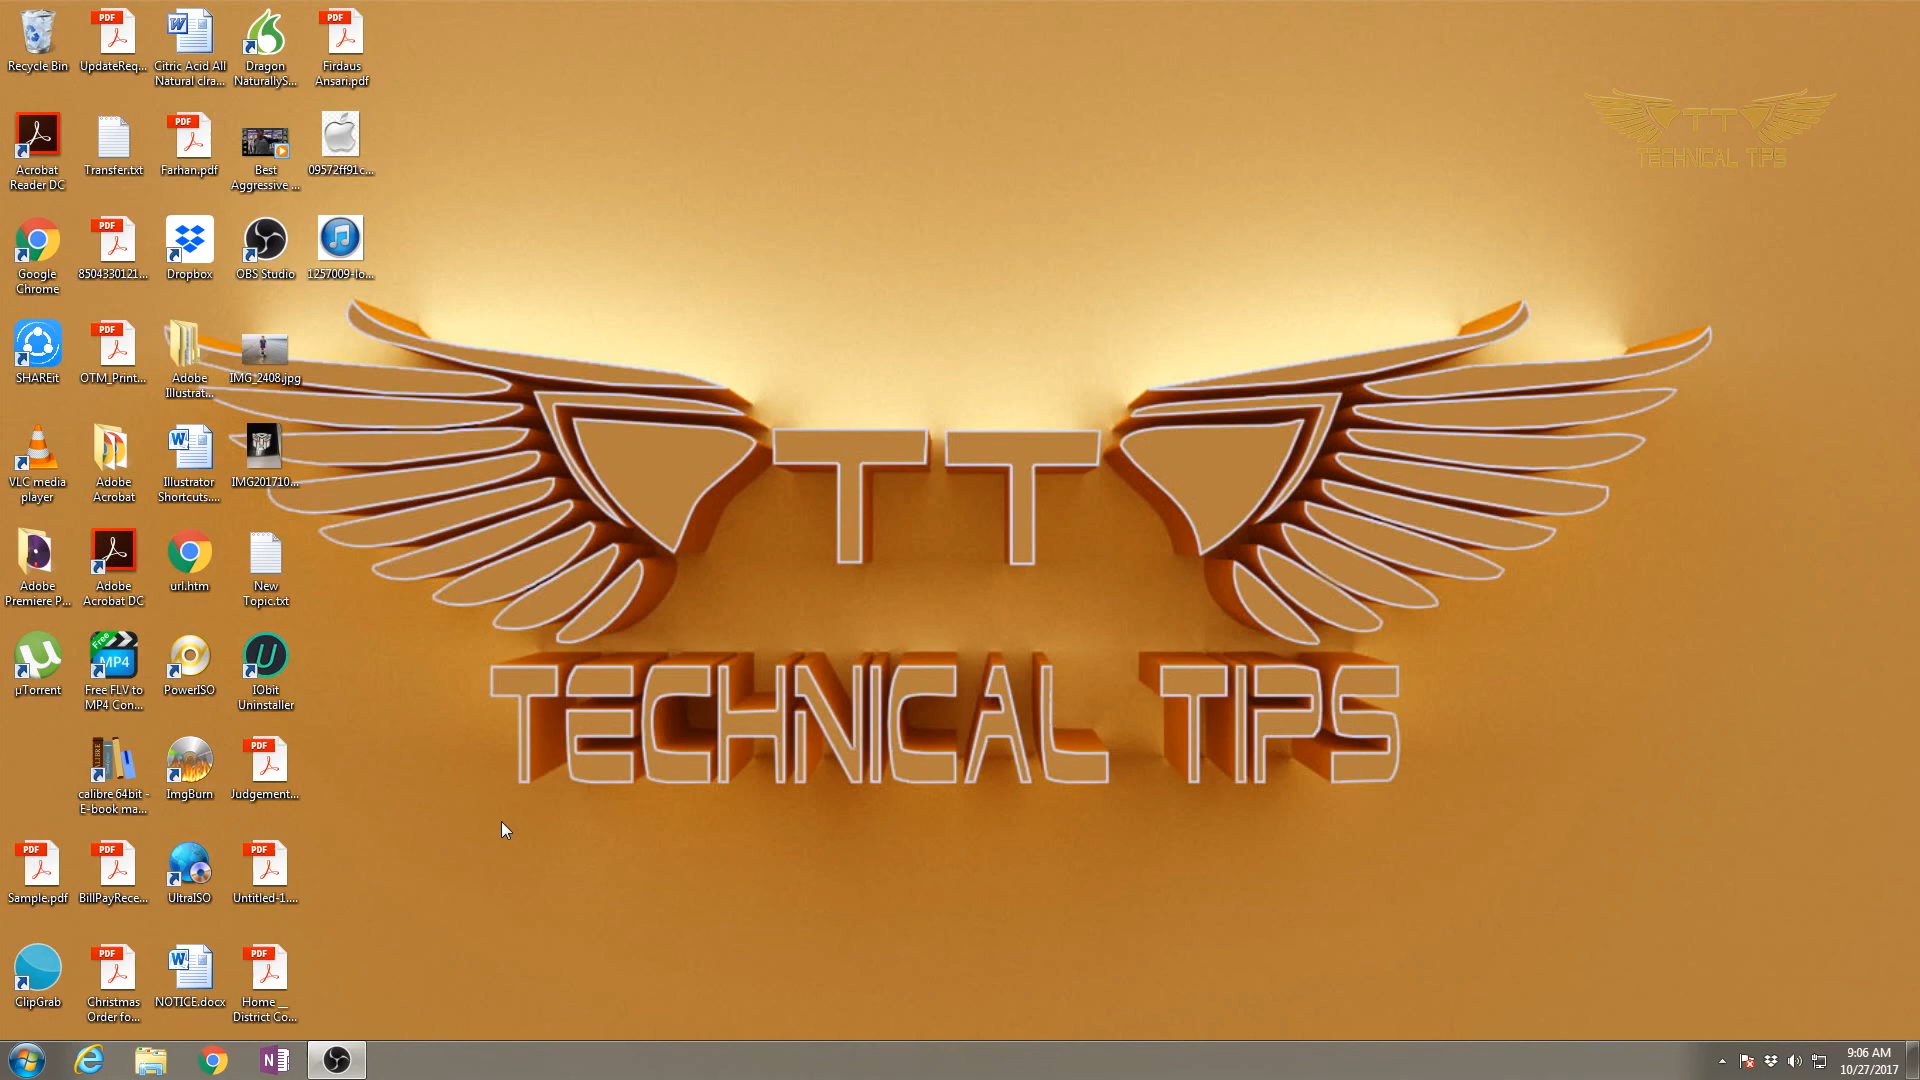 Recycle Bin
UpdateReq...
Citric Acid All
Natural clra...
Dragon
NaturallyS...
Firdaus
Ansari.pdf
Acrobat
Reader DC
Transfer.txt
Farhan.pdf
Best
Aggressive ...
09572ff91c...
Google
Chrome
8504330121...
Dropbox
OBS Studio
1257009-lo...
SHAREit
OTM_Print...
Adobe
Illustrat...
IMG_2408.jpg
VLC media
player
Adobe
Acrobat
Illustrator
Shortcuts....
IMG201710...
Adobe
Premiere P...
Adobe
Acrobat DC
url.htm
New
Topic.txt
µTorrent
Free FLV to
MP4 Con...
PowerISO
IObit
Uninstaller
calibre 64bit -
E-book ma...
ImgBurn
Judgement...
Sample.pdf
BillPayRece...
UltraISO
Untitled-1....
ClipGrab
Christmas
Order fo...
NOTICE.docx
Home __
District Co...
TT
TECHNICAL TIPS
TT
TECHNICAL TIPS
9:06 AM
10/27/2017